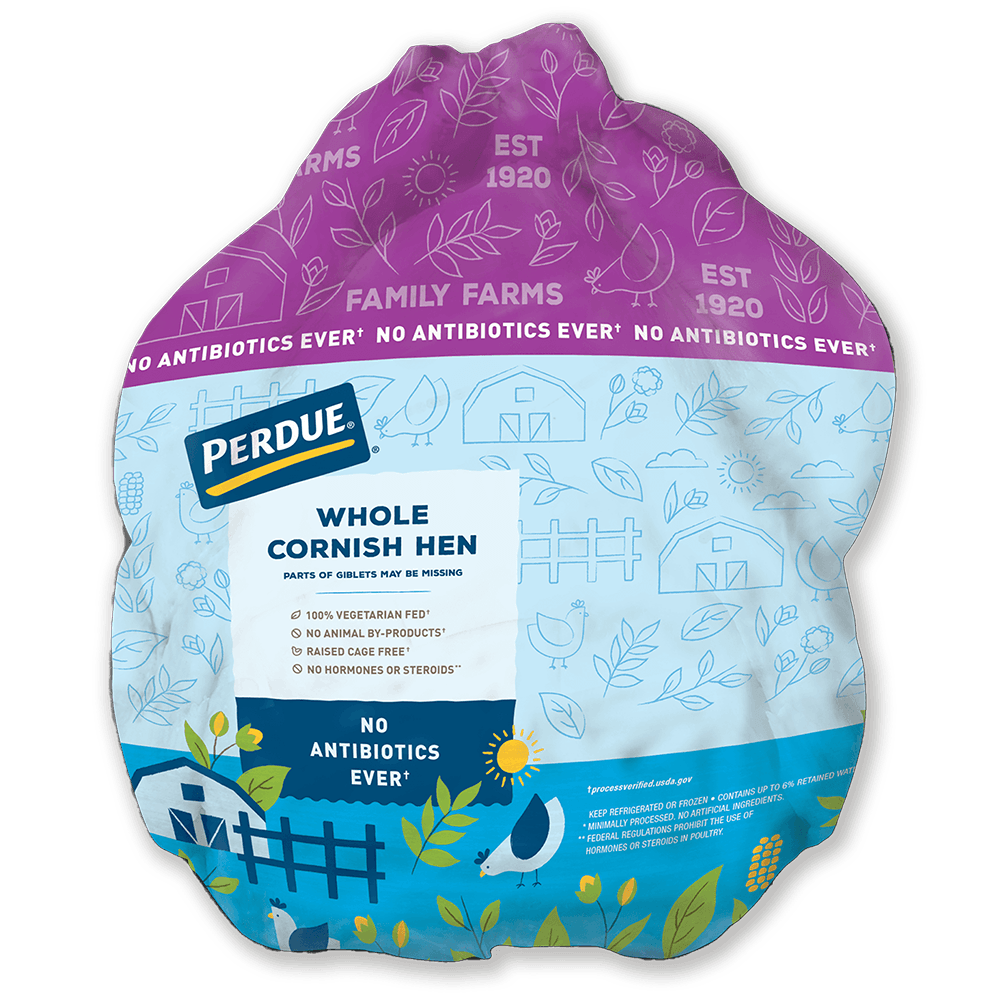 EST
1920
FAMILY FARMS
EST
1920
NO ANTIBIOTICS EVER† NO ANTIBIOTICS EVER† NO ANTIBIOTICS EVER†
PERDUE®
®
WHOLE
CORNISH HEN
PARTS OF GIBLETS MAY BE MISSING
100% VEGETARIAN FED†
NO ANIMAL BY-PRODUCTS†
RAISED CAGE FREE†
NO HORMONES OR STEROIDS**
NO
ANTIBIOTICS
EVER†
†processverified.usda.gov
KEEP REFRIGERATED OR FROZEN • CONTAINS UP TO 6% RETAINED
* MINIMALLY PROCESSED. NO ARTIFICIAL INGREDIENTS.
** FEDERAL REGULATIONS PROHIBIT THE USE OF
HORMONES OR STEROIDS IN POULTRY.